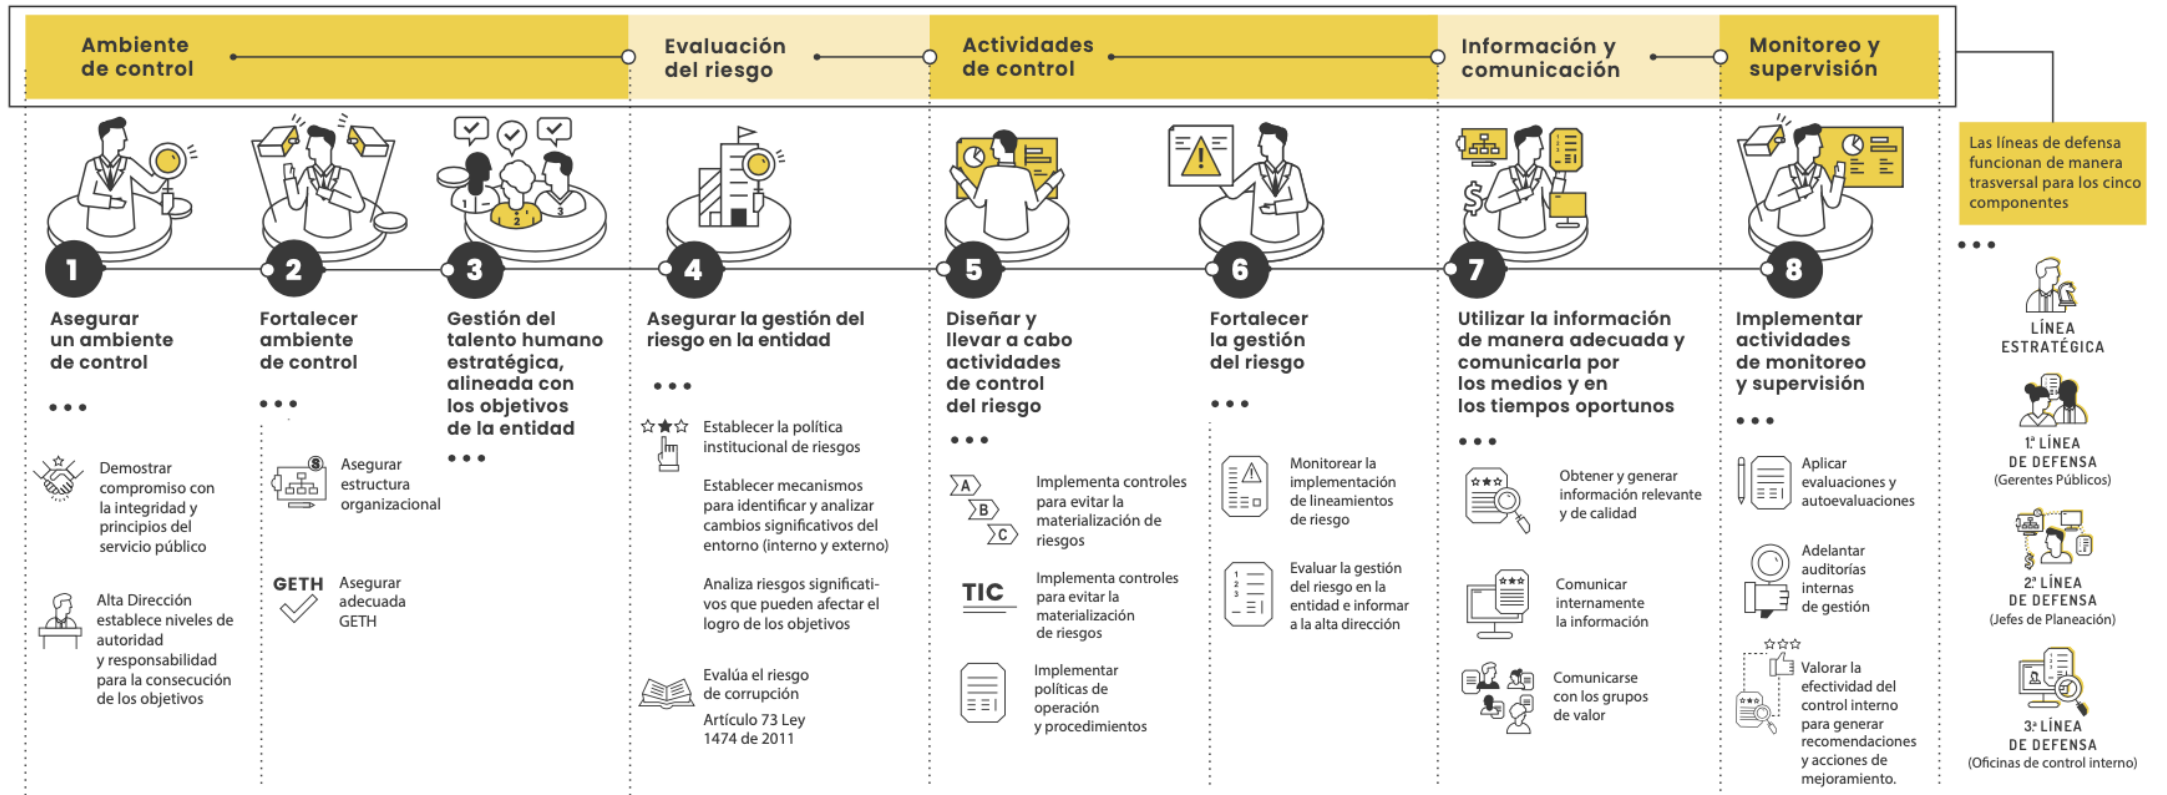 Ambiente
de control
Evaluación
del riesgo
Actividades
de control
Información y
comunicación
Monitoreo y
supervisión
1
2
3
1
Asegurar
un ambiente
de control
Demostrar
compromiso con
la integridad y
principios del
servicio público
Alta Dirección
establece niveles de
autoridad
y responsabilidad
para la consecución
de los objetivos
2
Fortalecer
ambiente
de control
S
Asegurar
estructura
organizacional
GETH
Asegurar
adecuada
GETH
3
Gestión del
talento humano
estratégica,
alineada con
los objetivos
de la entidad
4
Asegurar la gestión del
riesgo en la entidad
Establecer la política
institucional de riesgos
Establecer mecanismos
para identificar y analizar
cambios significativos del
entorno (interno y externo)
Analiza riesgos significati-
vos que pueden afectar el
logro de los objetivos
Evalúa el riesgo
de corrupción
Artículo 73 Ley
1474 de 2011
5
Diseñar y
llevar a cabo
actividades
de control
del riesgo
A
B
C
Implementa controles
para evitar la
materialización de
riesgos
TIC
Implementa controles
para evitar la
materialización
de riesgos
Implementar
políticas de
operación
y procedimientos
6
Fortalecer
la gestión
del riesgo
Monitorear la
implementación
de lineamientos
de riesgo
1
2
3
Evaluar la gestión
del riesgo en la
entidad e informar
a la alta dirección
$
7
Utilizar la información
de manera adecuada y
comunicarla por
los medios y en
los tiempos oportunos
Obtener y generar
información relevante
y de calidad
Comunicar
internamente
la información
Comunicarse
con los grupos
de valor
8
Implementar
actividades
de monitoreo
y supervisión
Aplicar
evaluaciones y
autoevaluaciones
Adelantar
auditorías
internas
de gestión
Valorar la
efectividad del
control interno
para generar
recomendaciones
y acciones de
mejoramiento.
Las líneas de defensa
funcionan de manera
trasversal para los cinco
componentes
LÍNEA
ESTRATÉGICA
1ª LÍNEA
DE DEFENSA
(Gerentes Públicos)
$
2ª LÍNEA
DE DEFENSA
(Jefes de Planeación)
3ª LÍNEA
DE DEFENSA
(Oficinas de control interno)